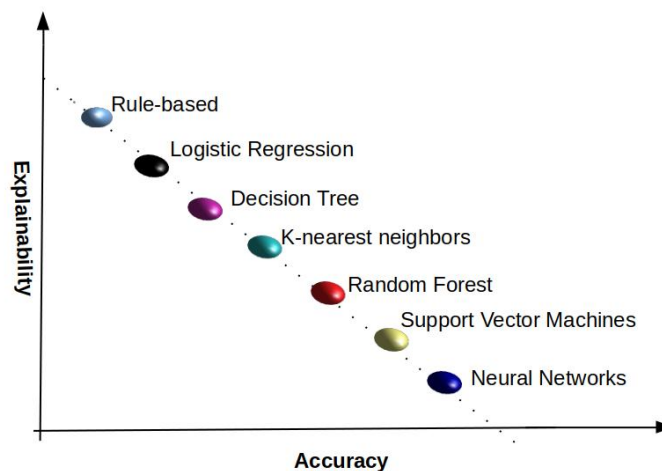 Rule-based
Logistic Regression
Decision Tree
K-nearest neighbors
Random Forest
Support Vector Machines
Neural Networks
Explainability
Accuracy